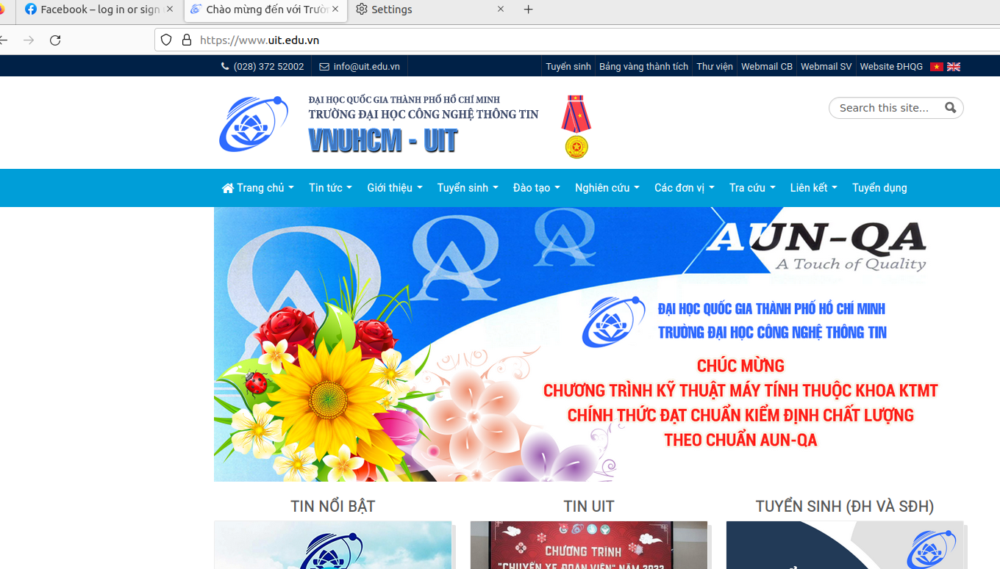 Facebook – log in or sign
Chào mừng đến với Trườn
Settings
https://www.uit.edu.vn
(028) 372 52002
info@uit.edu.vn
Tuyển sinh
Bảng vàng thành tích
Thư viện
Webmail CB
Webmail SV
Website ĐHQG
ĐẠI HỌC QUỐC GIA THÀNH PHỐ HỒ CHÍ MINH
TRƯỜNG ĐẠI HỌC CÔNG NGHỆ THÔNG TIN
VNUHCM - UIT
Search this site...
Trang chủ
Tin tức
Giới thiệu
Tuyển sinh
Đào tạo
Nghiên cứu
Các đơn vị
Tra cứu
Liên kết
Tuyển dụng
AUN-QA
A Touch of Quality
ĐẠI HỌC QUỐC GIA THÀNH PHỐ HỒ CHÍ MINH
TRƯỜNG ĐẠI HỌC CÔNG NGHỆ THÔNG TIN
CHÚC MỪNG
CHƯƠNG TRÌNH KỸ THUẬT MÁY TÍNH THUỘC KHOA KTMT
CHÍNH THỨC ĐẠT CHUẨN KIỂM ĐỊNH CHẤT LƯỢNG
THEO CHUẨN AUN-QA
TIN NỔI BẬT
TIN UIT
TUYỂN SINH (ĐH VÀ SĐH)
CHƯƠNG TRÌNH
"CHUYẾN XE ĐOÀN VIÊN" NĂM 2023